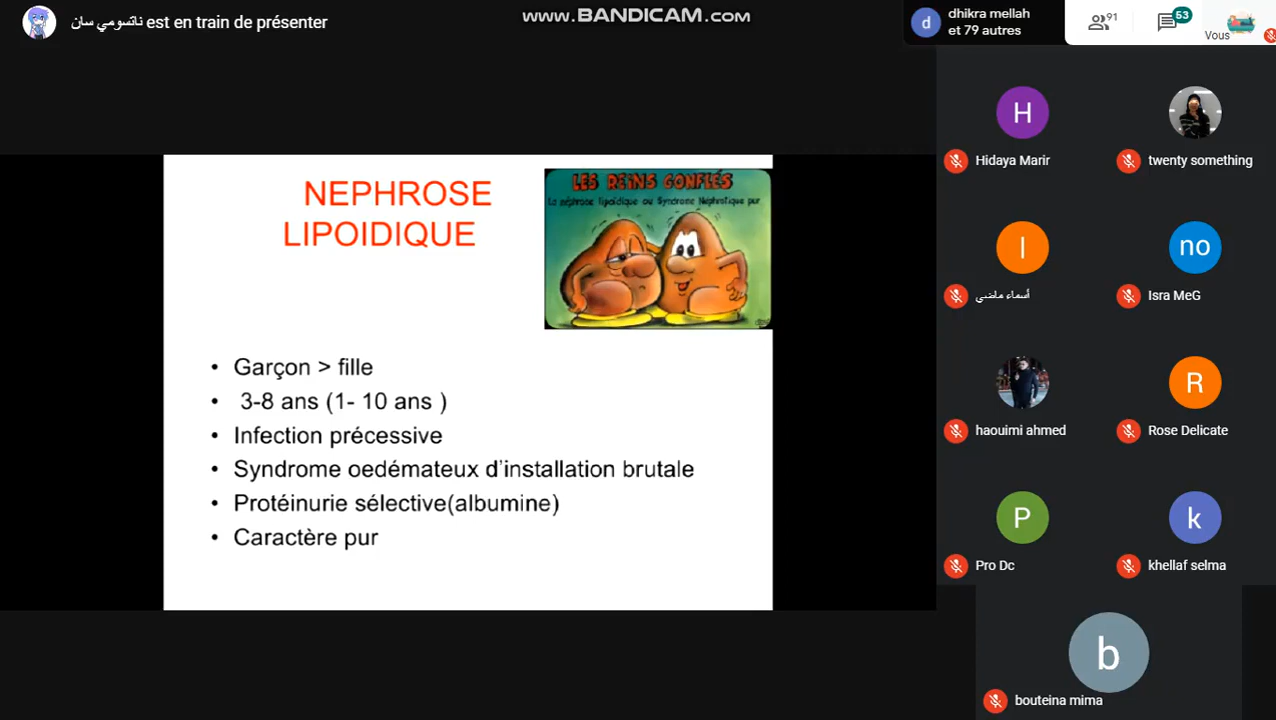 ناتسومي سان est en train de présenter
www.BANDICAM.com
dhikra mellah
et 79 autres
91
53
Vous
NEPHROSE
LIPOIDIQUE
LES REINS GONFLÉS
La néphrose lipoïdique ou Syndrome Néphrotique pur
• Garçon > fille
• 3-8 ans (1- 10 ans )
• Infection précessive
• Syndrome oedémateux d'installation brutale
• Protéinurie sélective(albumine)
• Caractère pur
H
Hidaya Marir
twenty something
I
أسماء ماضي
no
Isra MeG
haouimi ahmed
R
Rose Delicate
P
Pro Dc
k
khellaf selma
b
bouteina mima